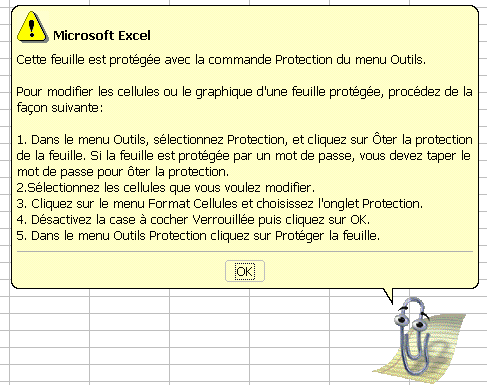 Microsoft Excel
Cette feuille est protégée avec la commande Protection du menu Outils.
Pour modifier les cellules ou le graphique d'une feuille protégée, procédez de la
façon suivante:
1. Dans le menu Outils, sélectionnez Protection, et cliquez sur Ôter la protection
de la feuille. Si la feuille est protégée par un mot de passe, vous devez taper le
mot de passe pour ôter la protection.
2.Sélectionnez les cellules que vous voulez modifier.
3. Cliquez sur le menu Format Cellules et choisissez l'onglet Protection.
4. Désactivez la case à cocher Verrouillée puis cliquez sur OK.
5. Dans le menu Outils Protection cliquez sur Protéger la feuille.
OK